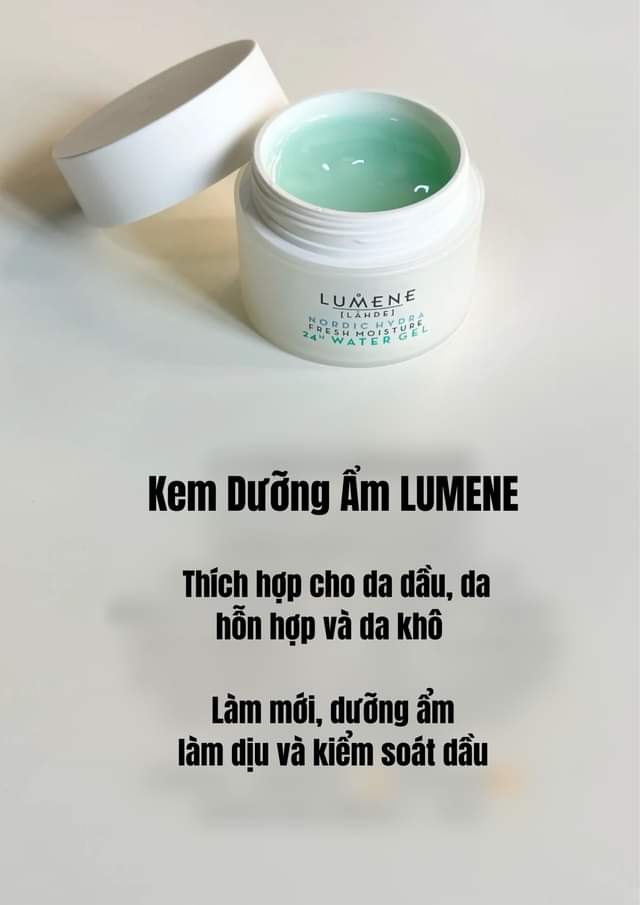 LUMENE
[LÄHDE]
NORDIC HYDRA
FRESH MOISTURE
24H WATER GEL
Kem Dưỡng Ẩm LUMENE
Thích hợp cho da dầu, da
hỗn hợp và da khô
Làm mới, dưỡng ẩm
làm dịu và kiểm soát dầu